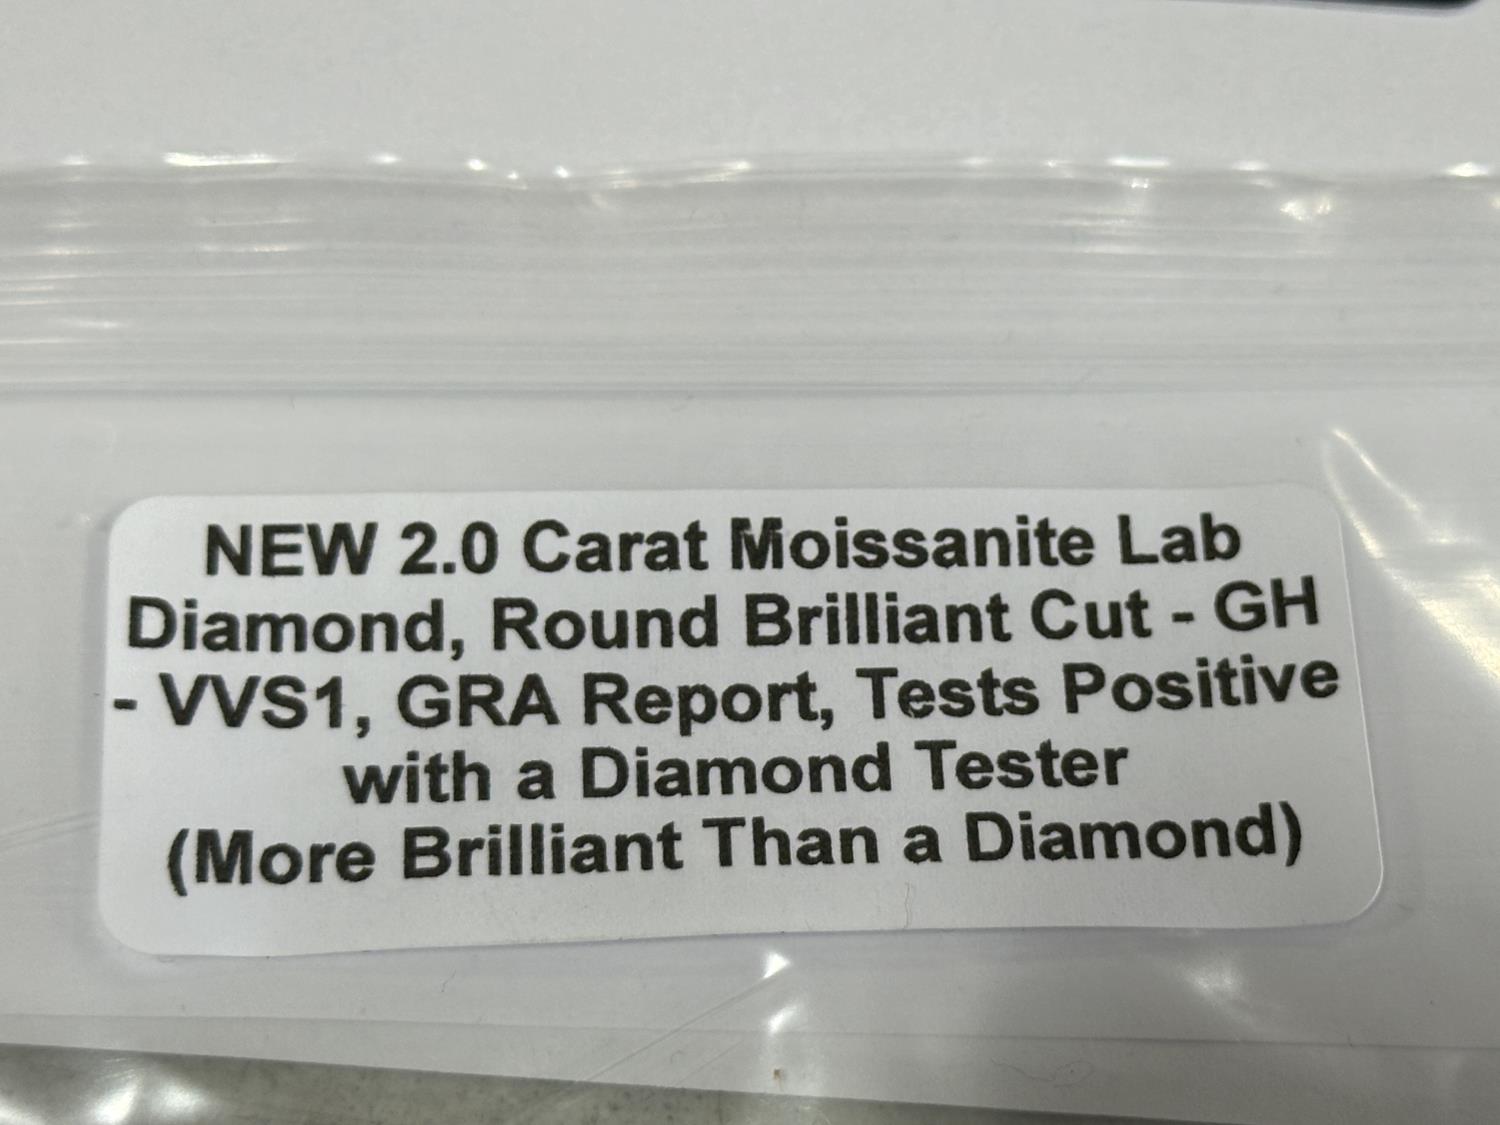 NEW 2.0 Carat Moissanite Lab
Diamond, Round Brilliant Cut - GH
- VVS1, GRA Report, Tests Positive
with a Diamond Tester
(More Brilliant Than a Diamond)